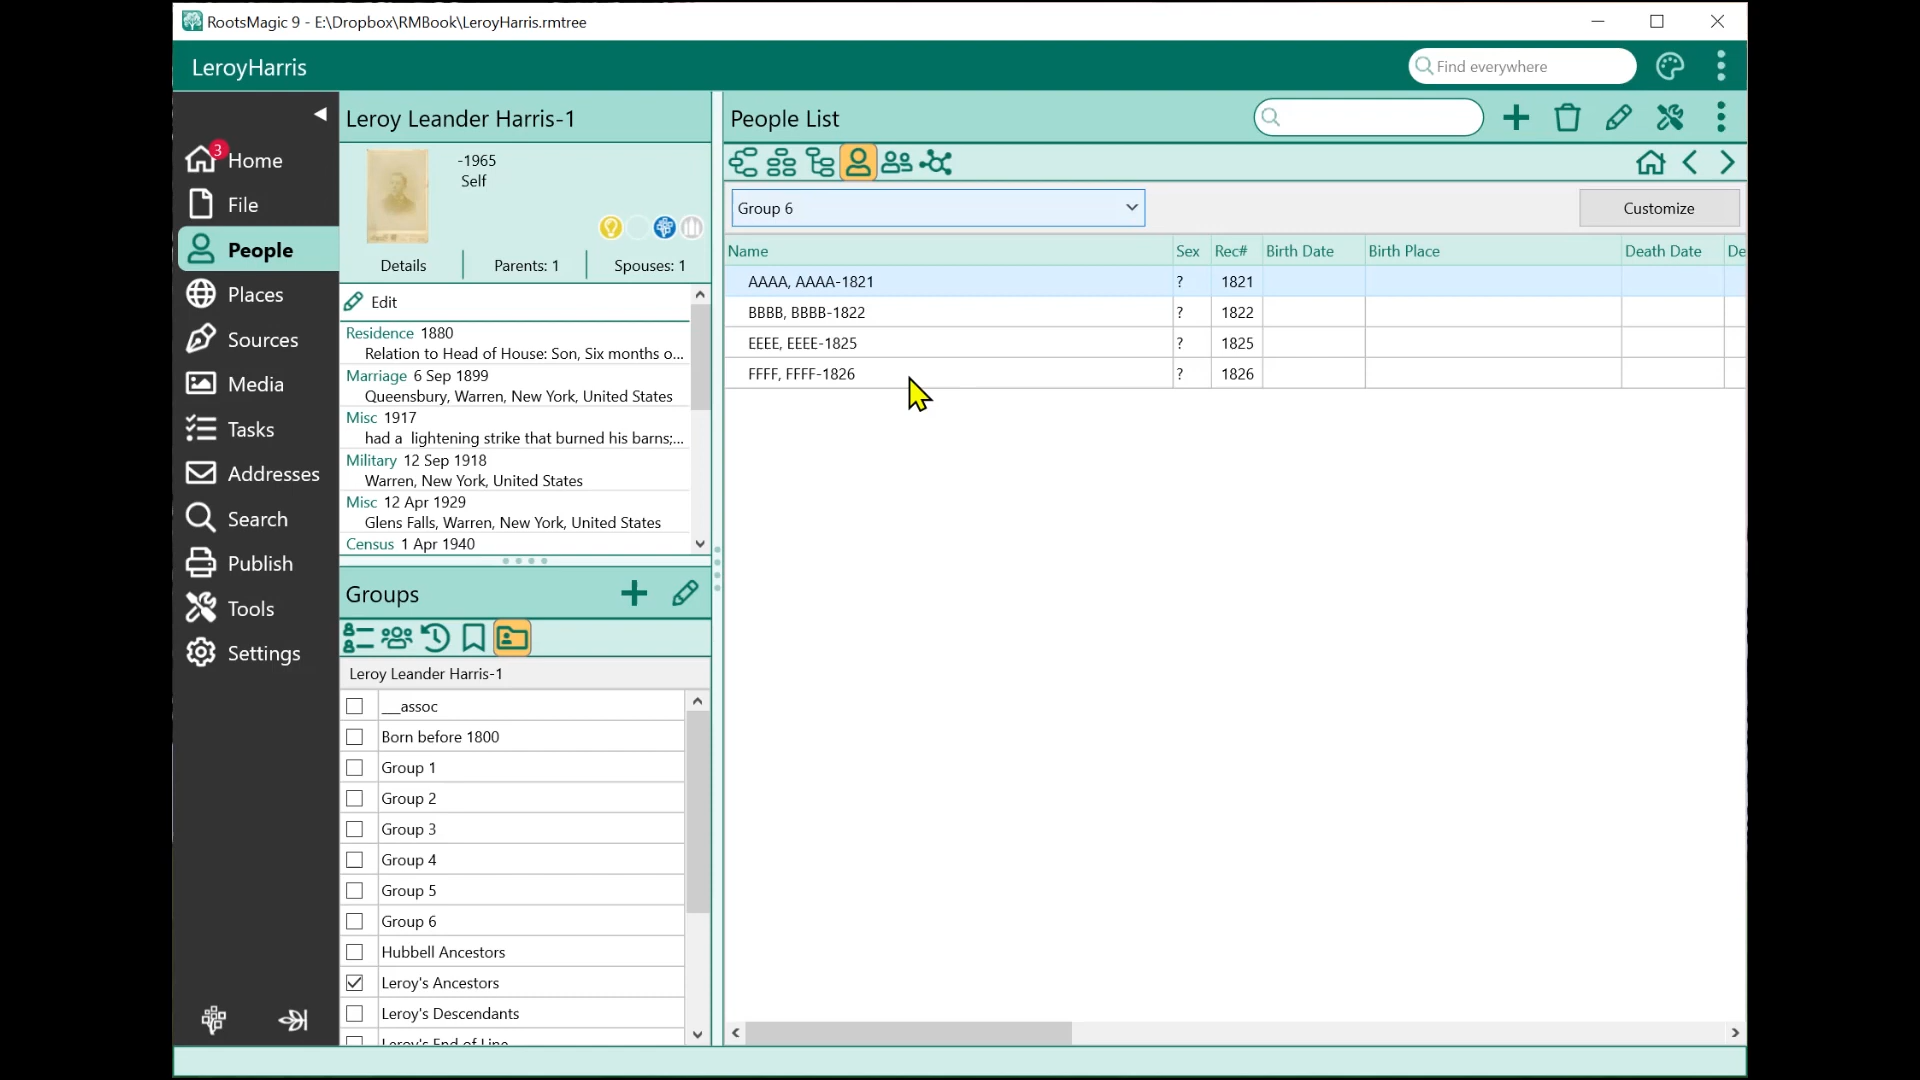 RootsMagic 9 - E:\Dropbox\RMBook\LeroyHarris.rmtree
LeroyHarris
Find everywhere
3
Home
File
People
Places
Sources
Media
Tasks
Addresses
Search
Publish
Tools
Settings
Leroy Leander Harris-1
-1965
Self
Details
Parents: 1
Spouses: 1
Edit
Residence 1880
Relation to Head of House: Son, Six months o...
Marriage 6 Sep 1899
Queensbury, Warren, New York, United States
Misc 1917
had a lightening strike that burned his barns;...
Military 12 Sep 1918
Warren, New York, United States
Misc 12 Apr 1929
Glens Falls, Warren, New York, United States
Census 1 Apr 1940
Groups
Leroy Leander Harris-1
__assoc
Born before 1800
Group 1
Group 2
Group 3
Group 4
Group 5
Group 6
Hubbell Ancestors
Leroy's Ancestors
Leroy's Descendants
Leroy's End of Line
People List
Group 6
Customize
Name Sex Rec# Birth Date Birth Place Death Date De
AAAA, AAAA-1821 ? 1821
BBBB, BBBB-1822 ? 1822
EEEE, EEEE-1825 ? 1825
FFFF, FFFF-1826 ? 1826